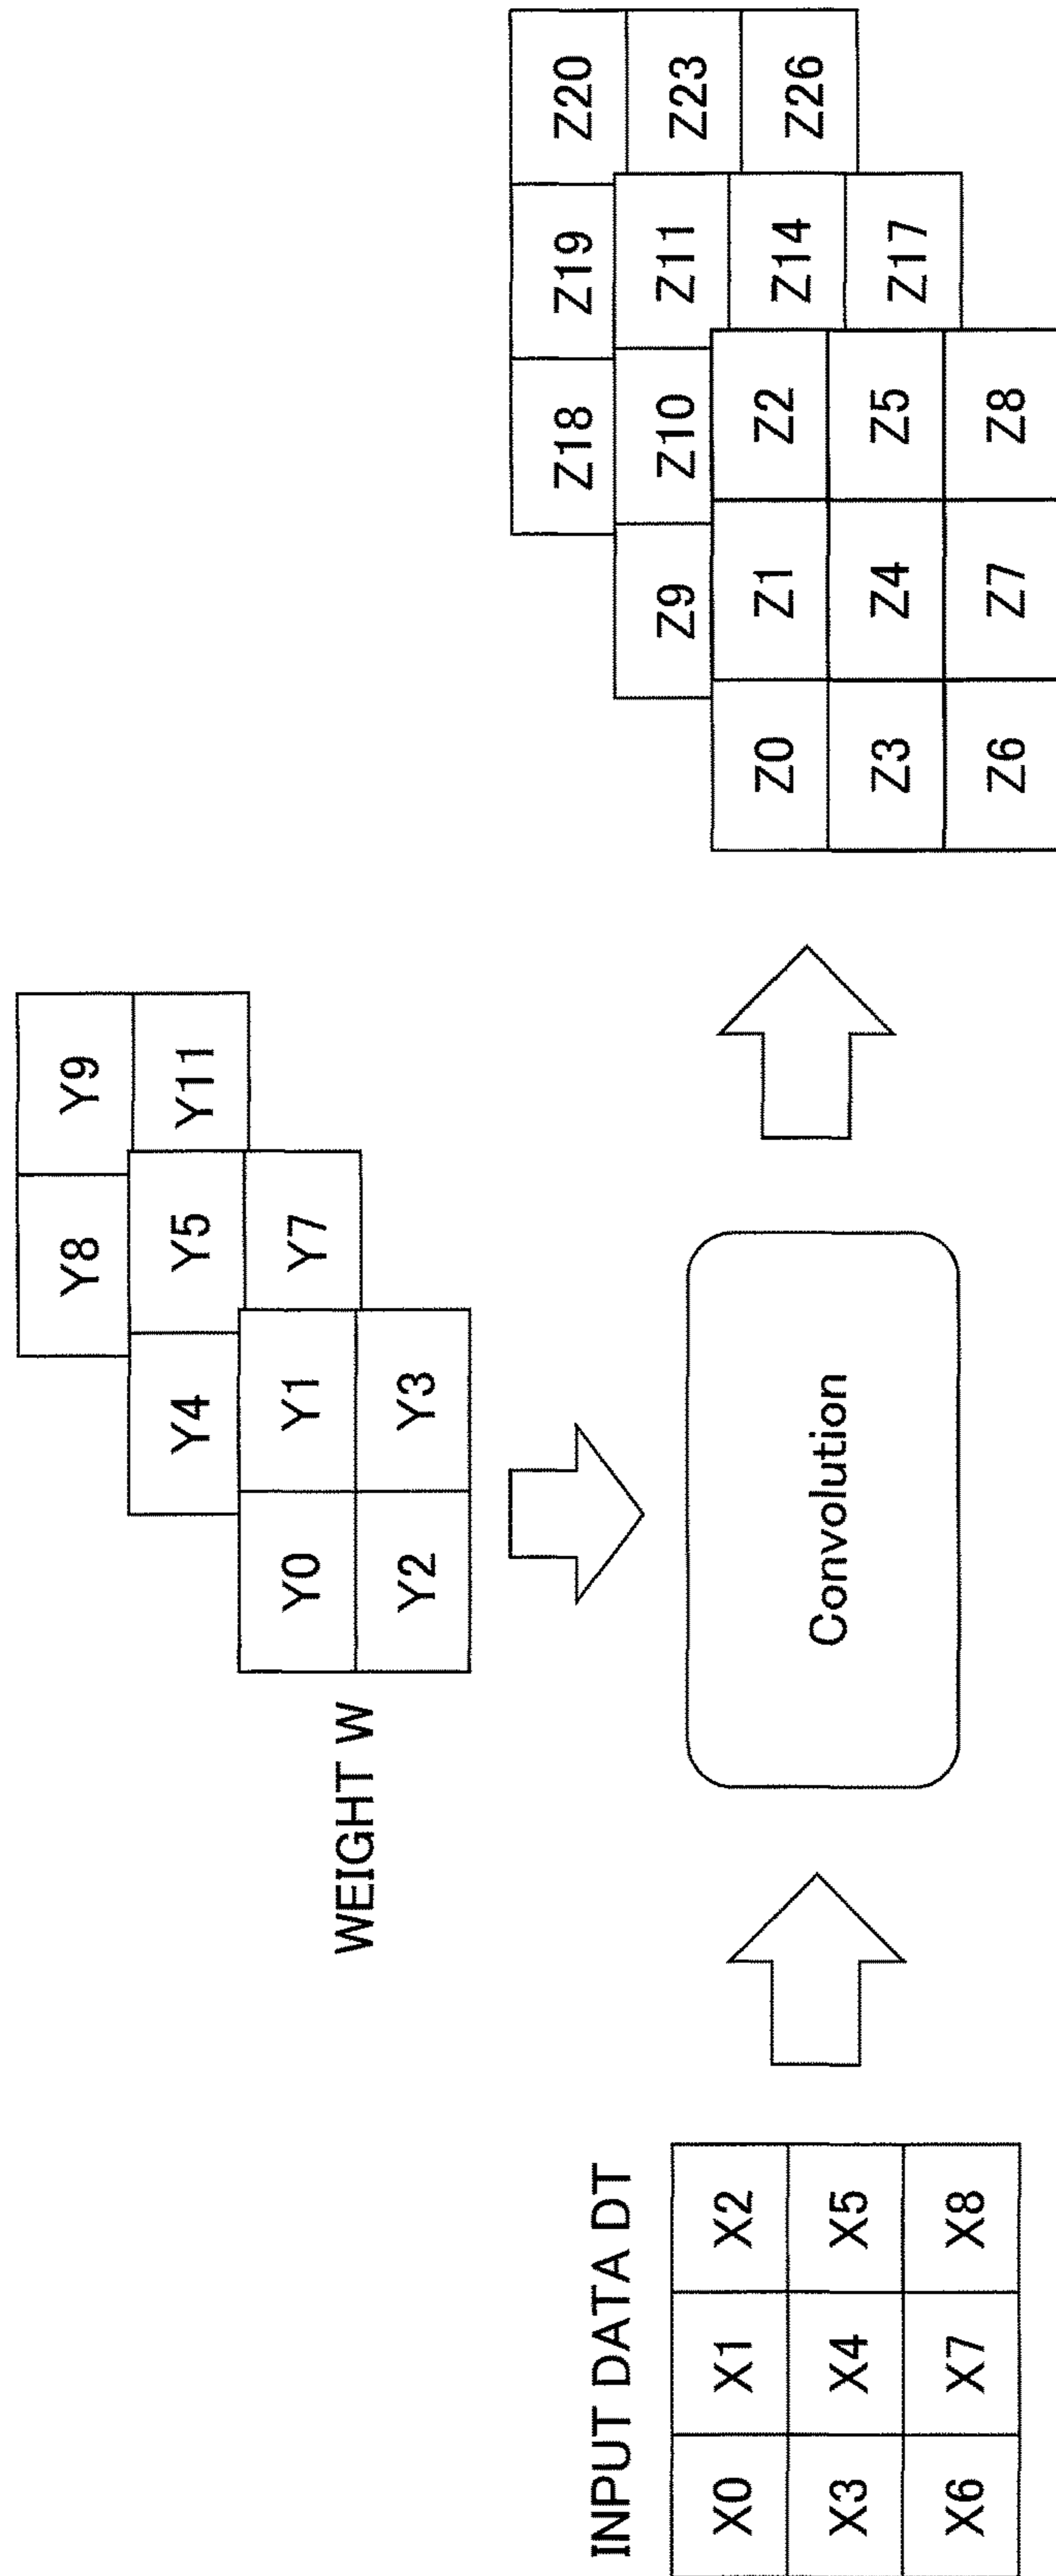 INPUT DATA DT
X0 X1 X2
X3 X4 X5
X6 X7 X8
WEIGHT W
Y8 Y9
Y4 Y5 Y11
Y0 Y1 Y7
Y2 Y3
Convolution
Z18 Z19 Z20
Z9 Z10 Z11 Z23
Z0 Z1 Z2 Z14 Z26
Z3 Z4 Z5 Z17
Z6 Z7 Z8